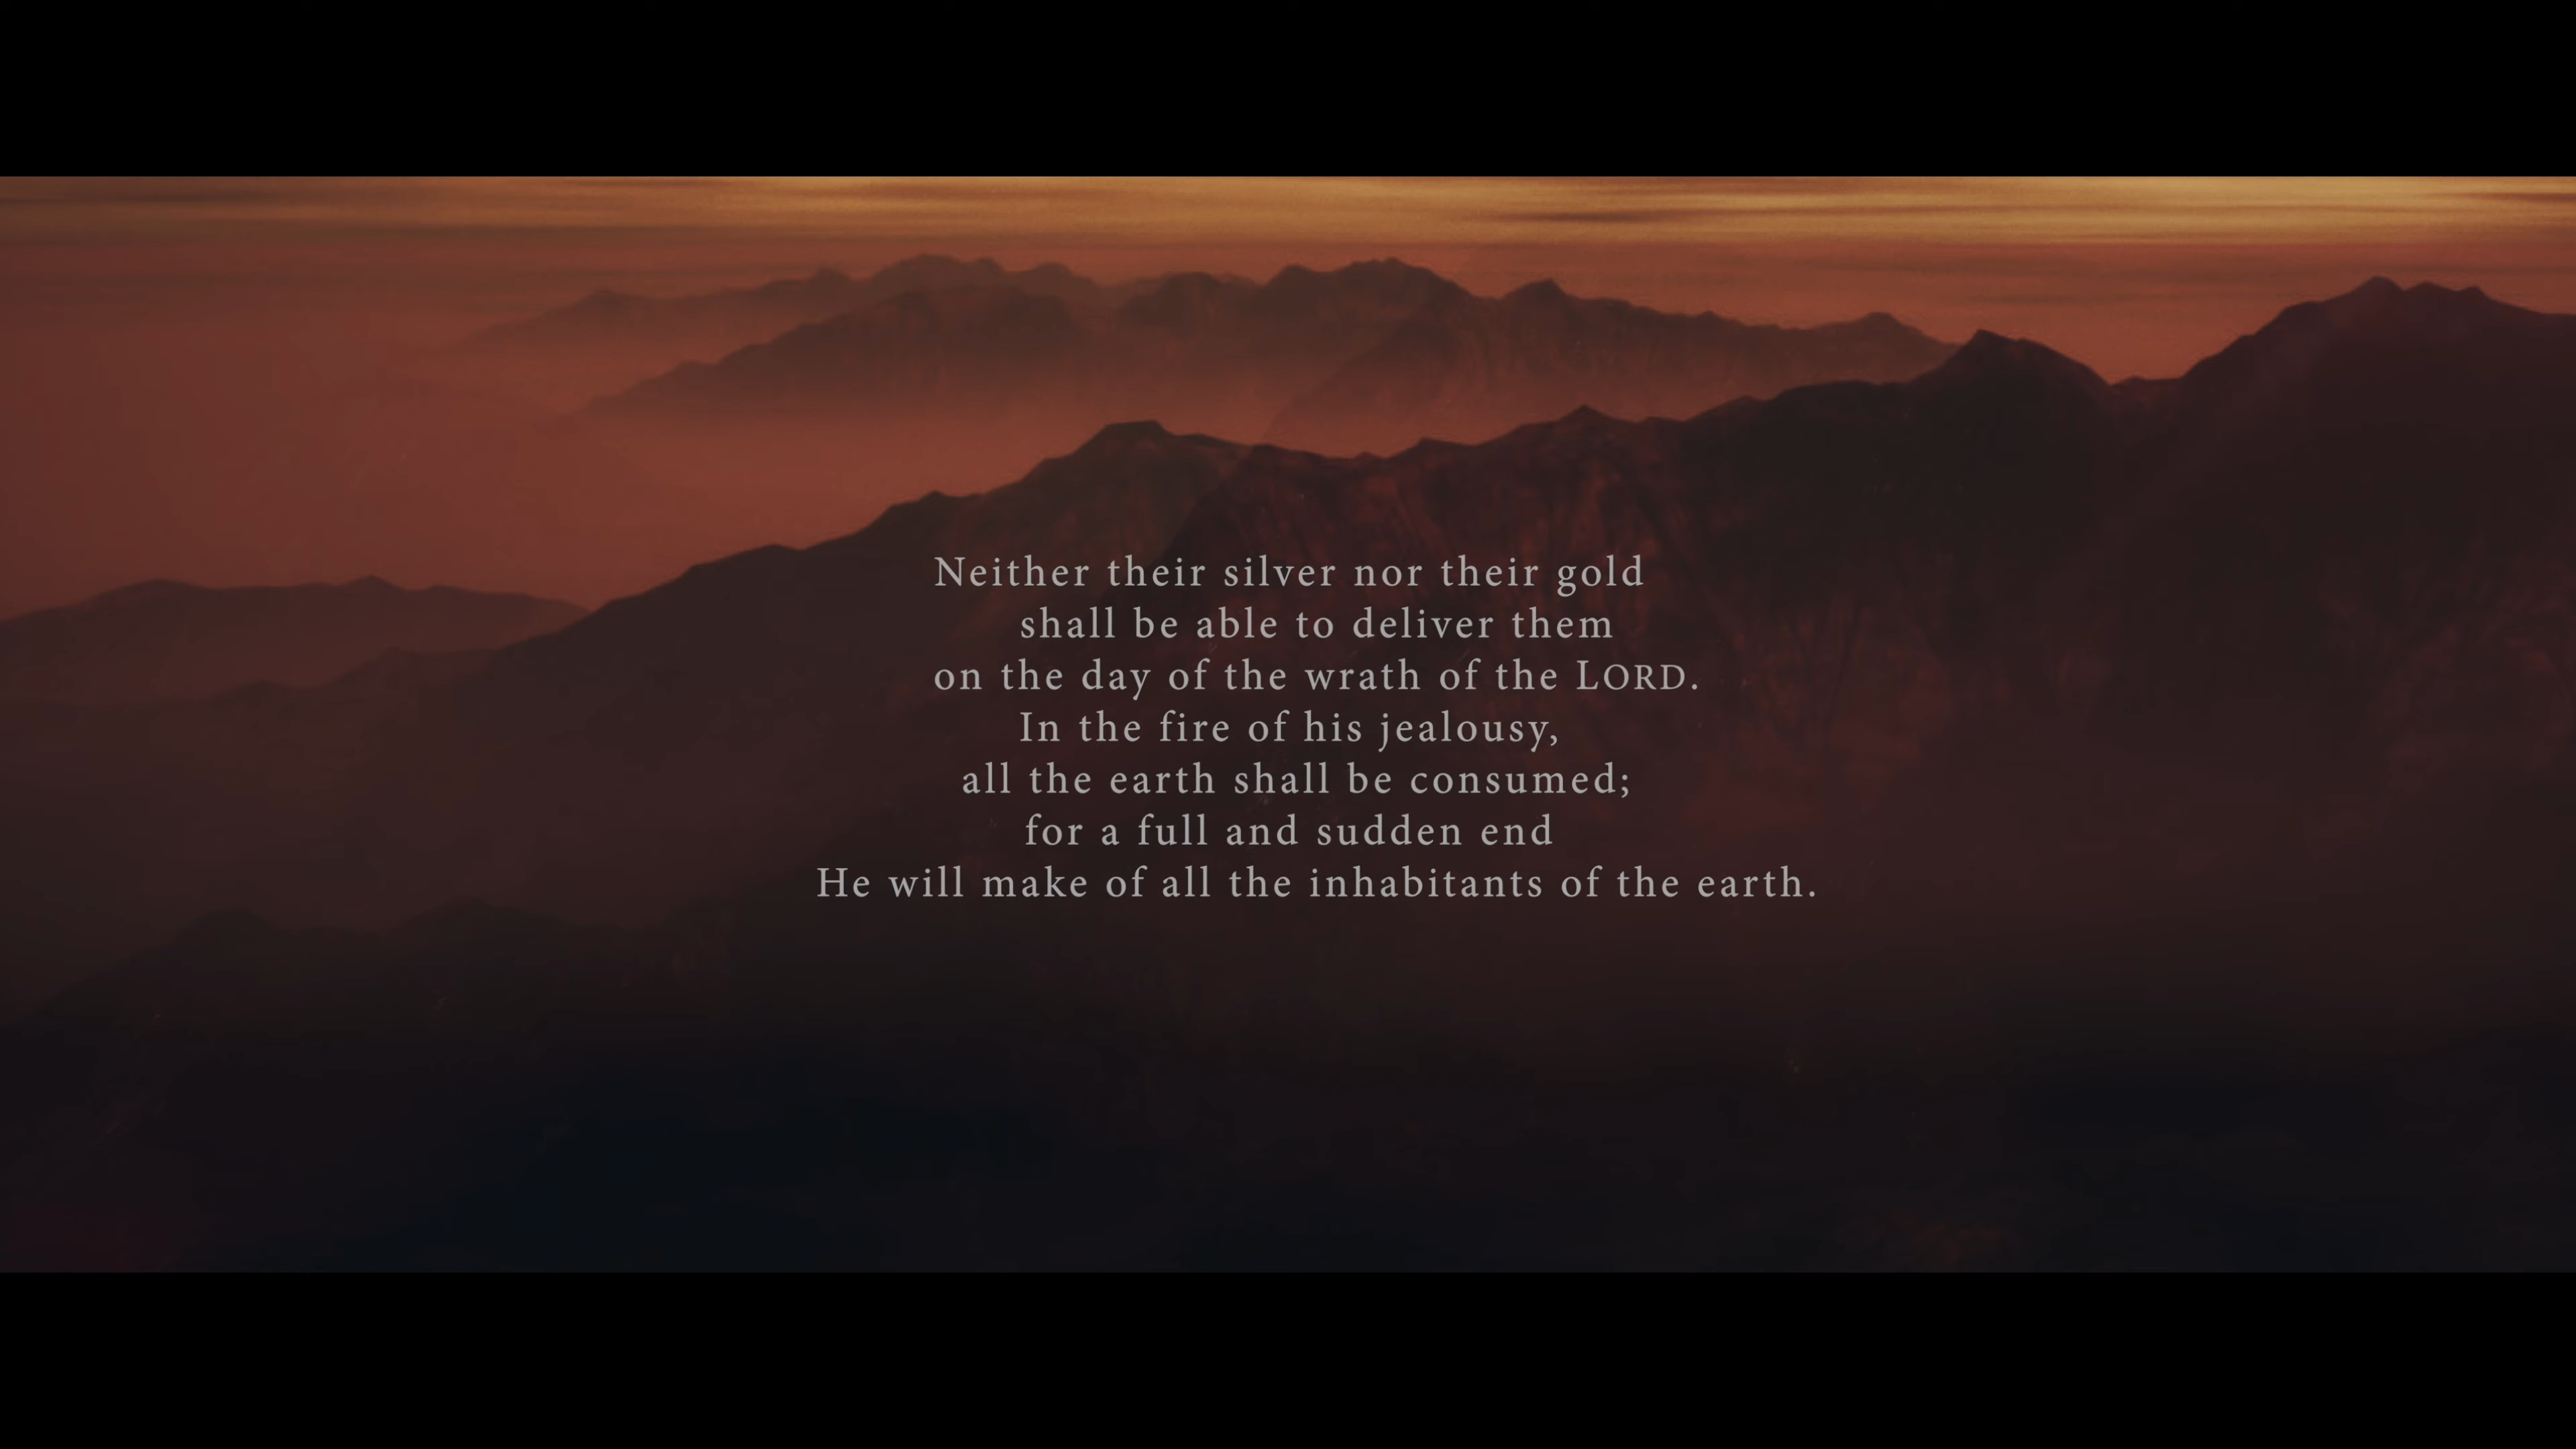 Neither their silver nor their gold
shall be able to deliver them
on the day of the wrath of the LORD.
In the fire of his jealousy,
all the earth shall be consumed;
for a full and sudden end
He will make of all the inhabitants of the earth.